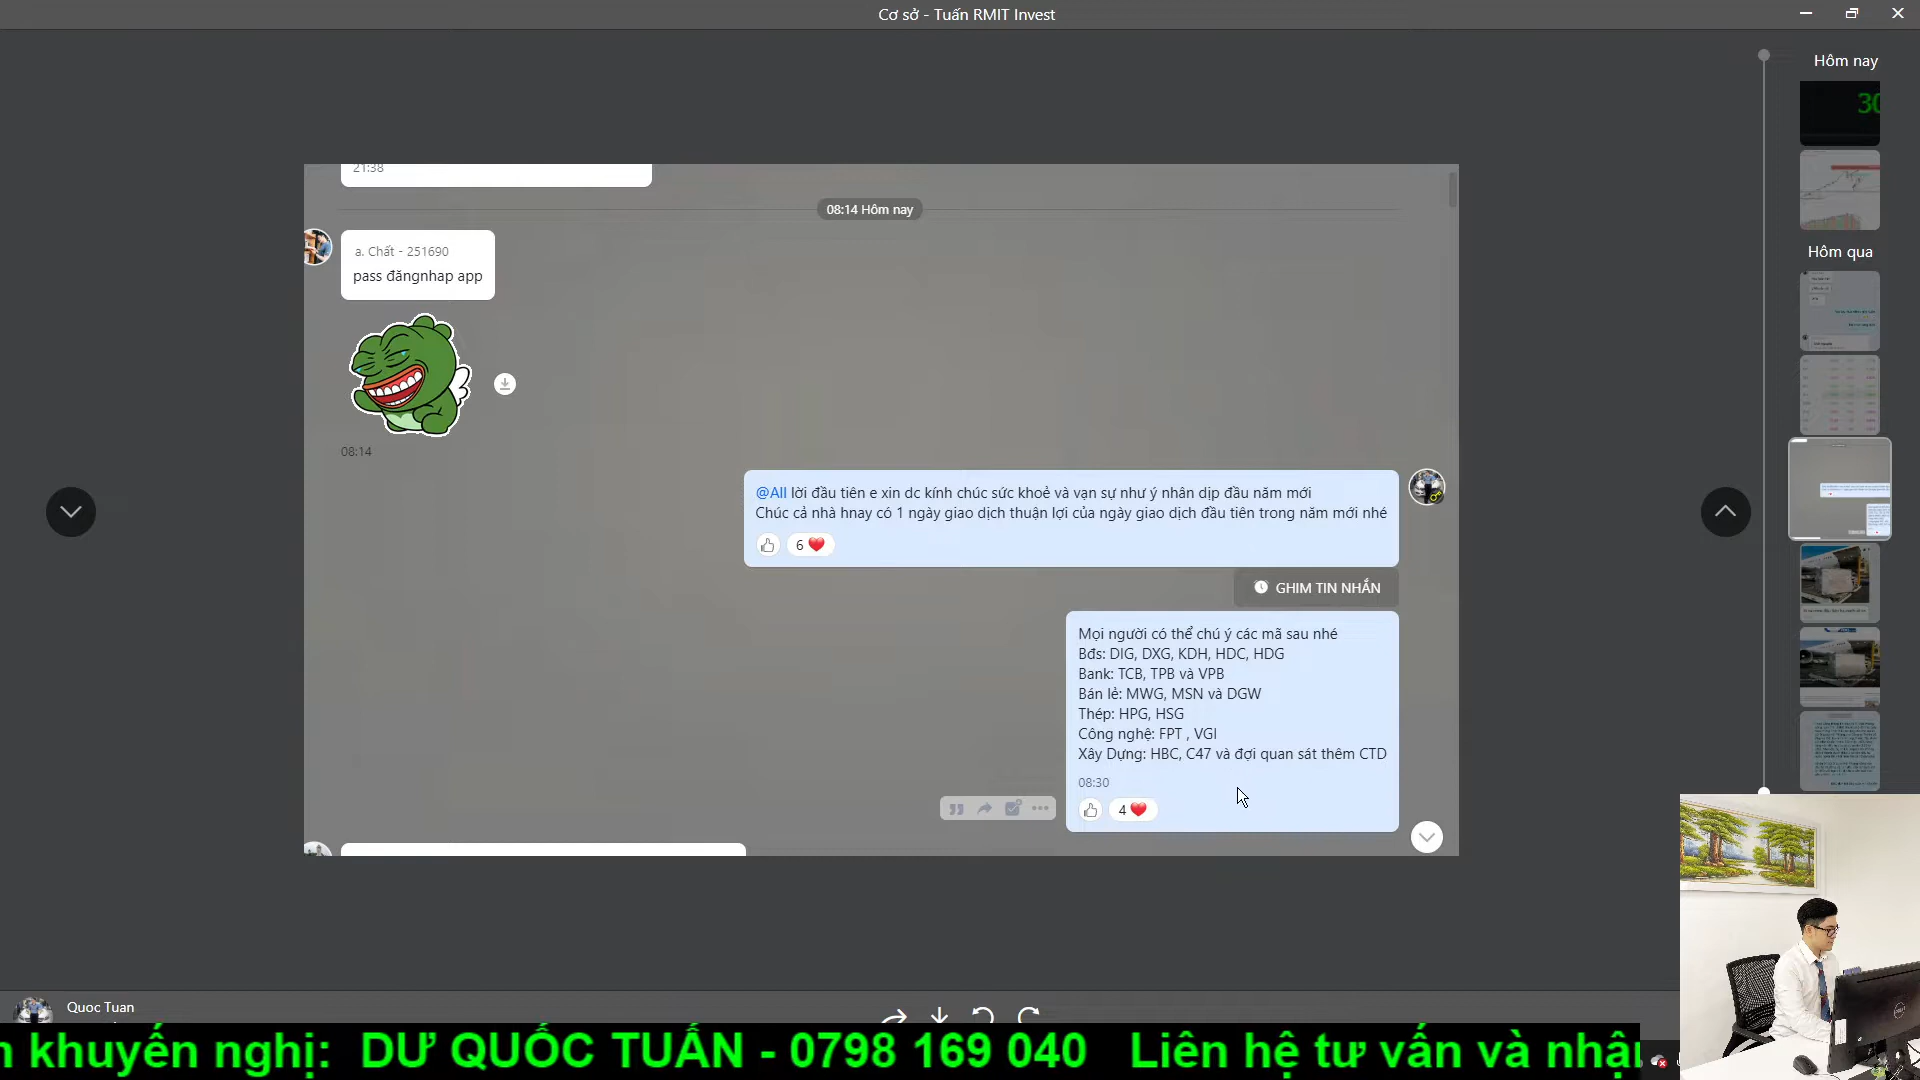 Cơ sở - Tuấn RMIT Invest
Hôm nay
30
Hôm qua
21:38
08:14 Hôm nay
a. Chất - 251690
pass đăngnhap app
08:14
@All lời đầu tiên e xin dc kính chúc sức khoẻ và vạn sự như ý nhân dịp đầu năm mới
Chúc cả nhà hnay có 1 ngày giao dịch thuận lợi của ngày giao dịch đầu tiên trong năm mới nhé
6
GHIM TIN NHẮN
Mọi người có thể chú ý các mã sau nhé
Bđs: DIG, DXG, KDH, HDC, HDG
Bank: TCB, TPB và VPB
Bán lẻ: MWG, MSN và DGW
Thép: HPG, HSG
Công nghệ: FPT , VGI
Xây Dựng: HBC, C47 và đợi quan sát thêm CTD
08:30
4
Quoc Tuan
khuyến nghị: DƯ QUỐC TUẤN - 0798 169 040 Liên hệ tư vấn và nhận